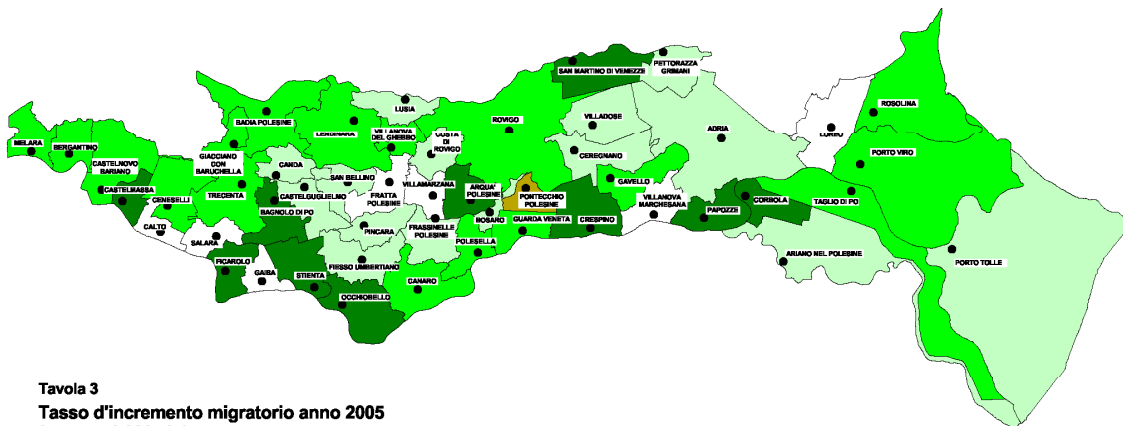 SAN MARTINO DI VENEZZE
PETTORAZZA
GRIMANI
LUSIA
ROSOLINA
BADIA POLESINE
LENDINARA
VILLANOVA
DEL GHEBBO
COSTA
DI
ROVIGO
ROVIGO
VILLADOSE
ADRIA
LOREO
MELARA
BERGANTINO
GIACCIANO
CON
BARUCHELLA
CEREGNANO
PORTO VIRO
CASTELNOVO
BARIANO
CANDA
SAN BELLINO
CASTELMASSA
TRECENTA
CASTELGUGLIELMO
FRATTA
POLESINE
VILLAMARZANA
ARQUA'
POLESINE
PONTECCHIO
POLESINE
GAVELLO
VILLANOVA
MARCHESANA
CORBOLA
TAGLIO DI PO
CENESELLI
BAGNOLO DI PO
BOSARO
PAPOZZE
CALTO
SALARA
PINCARA
FRASSINELLE
POLESINE
GUARDA VENETA
CRESPINO
POLESELLA
FICAROLO
GAIBA
STIENTA
FIESSO UMBERTIANO
ARIANO NEL POLESINE
PORTO TOLLE
CANARO
OCCHIOBELLO
Tavola 3
Tasso d'incremento migratorio anno 2005